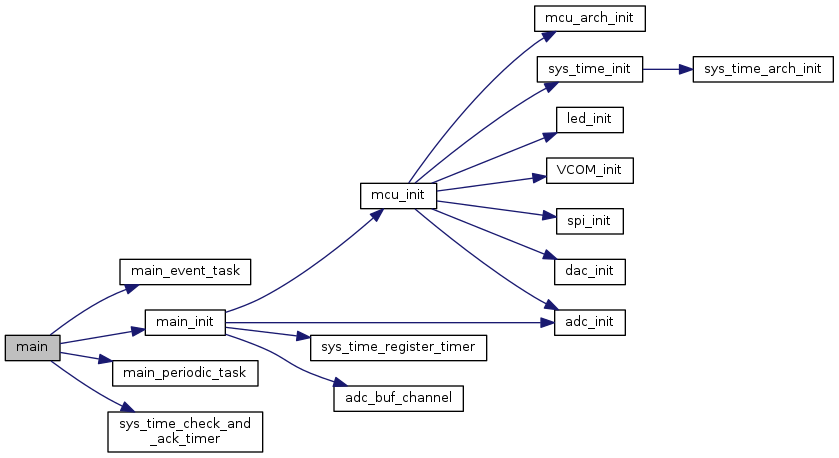 mcu_arch_init
sys_time_init
sys_time_arch_init
led_init
VCOM_init
mcu_init
spi_init
main_event_task
dac_init
main_init
adc_init
main
sys_time_register_timer
main_periodic_task
adc_buf_channel
sys_time_check_and
_ack_timer